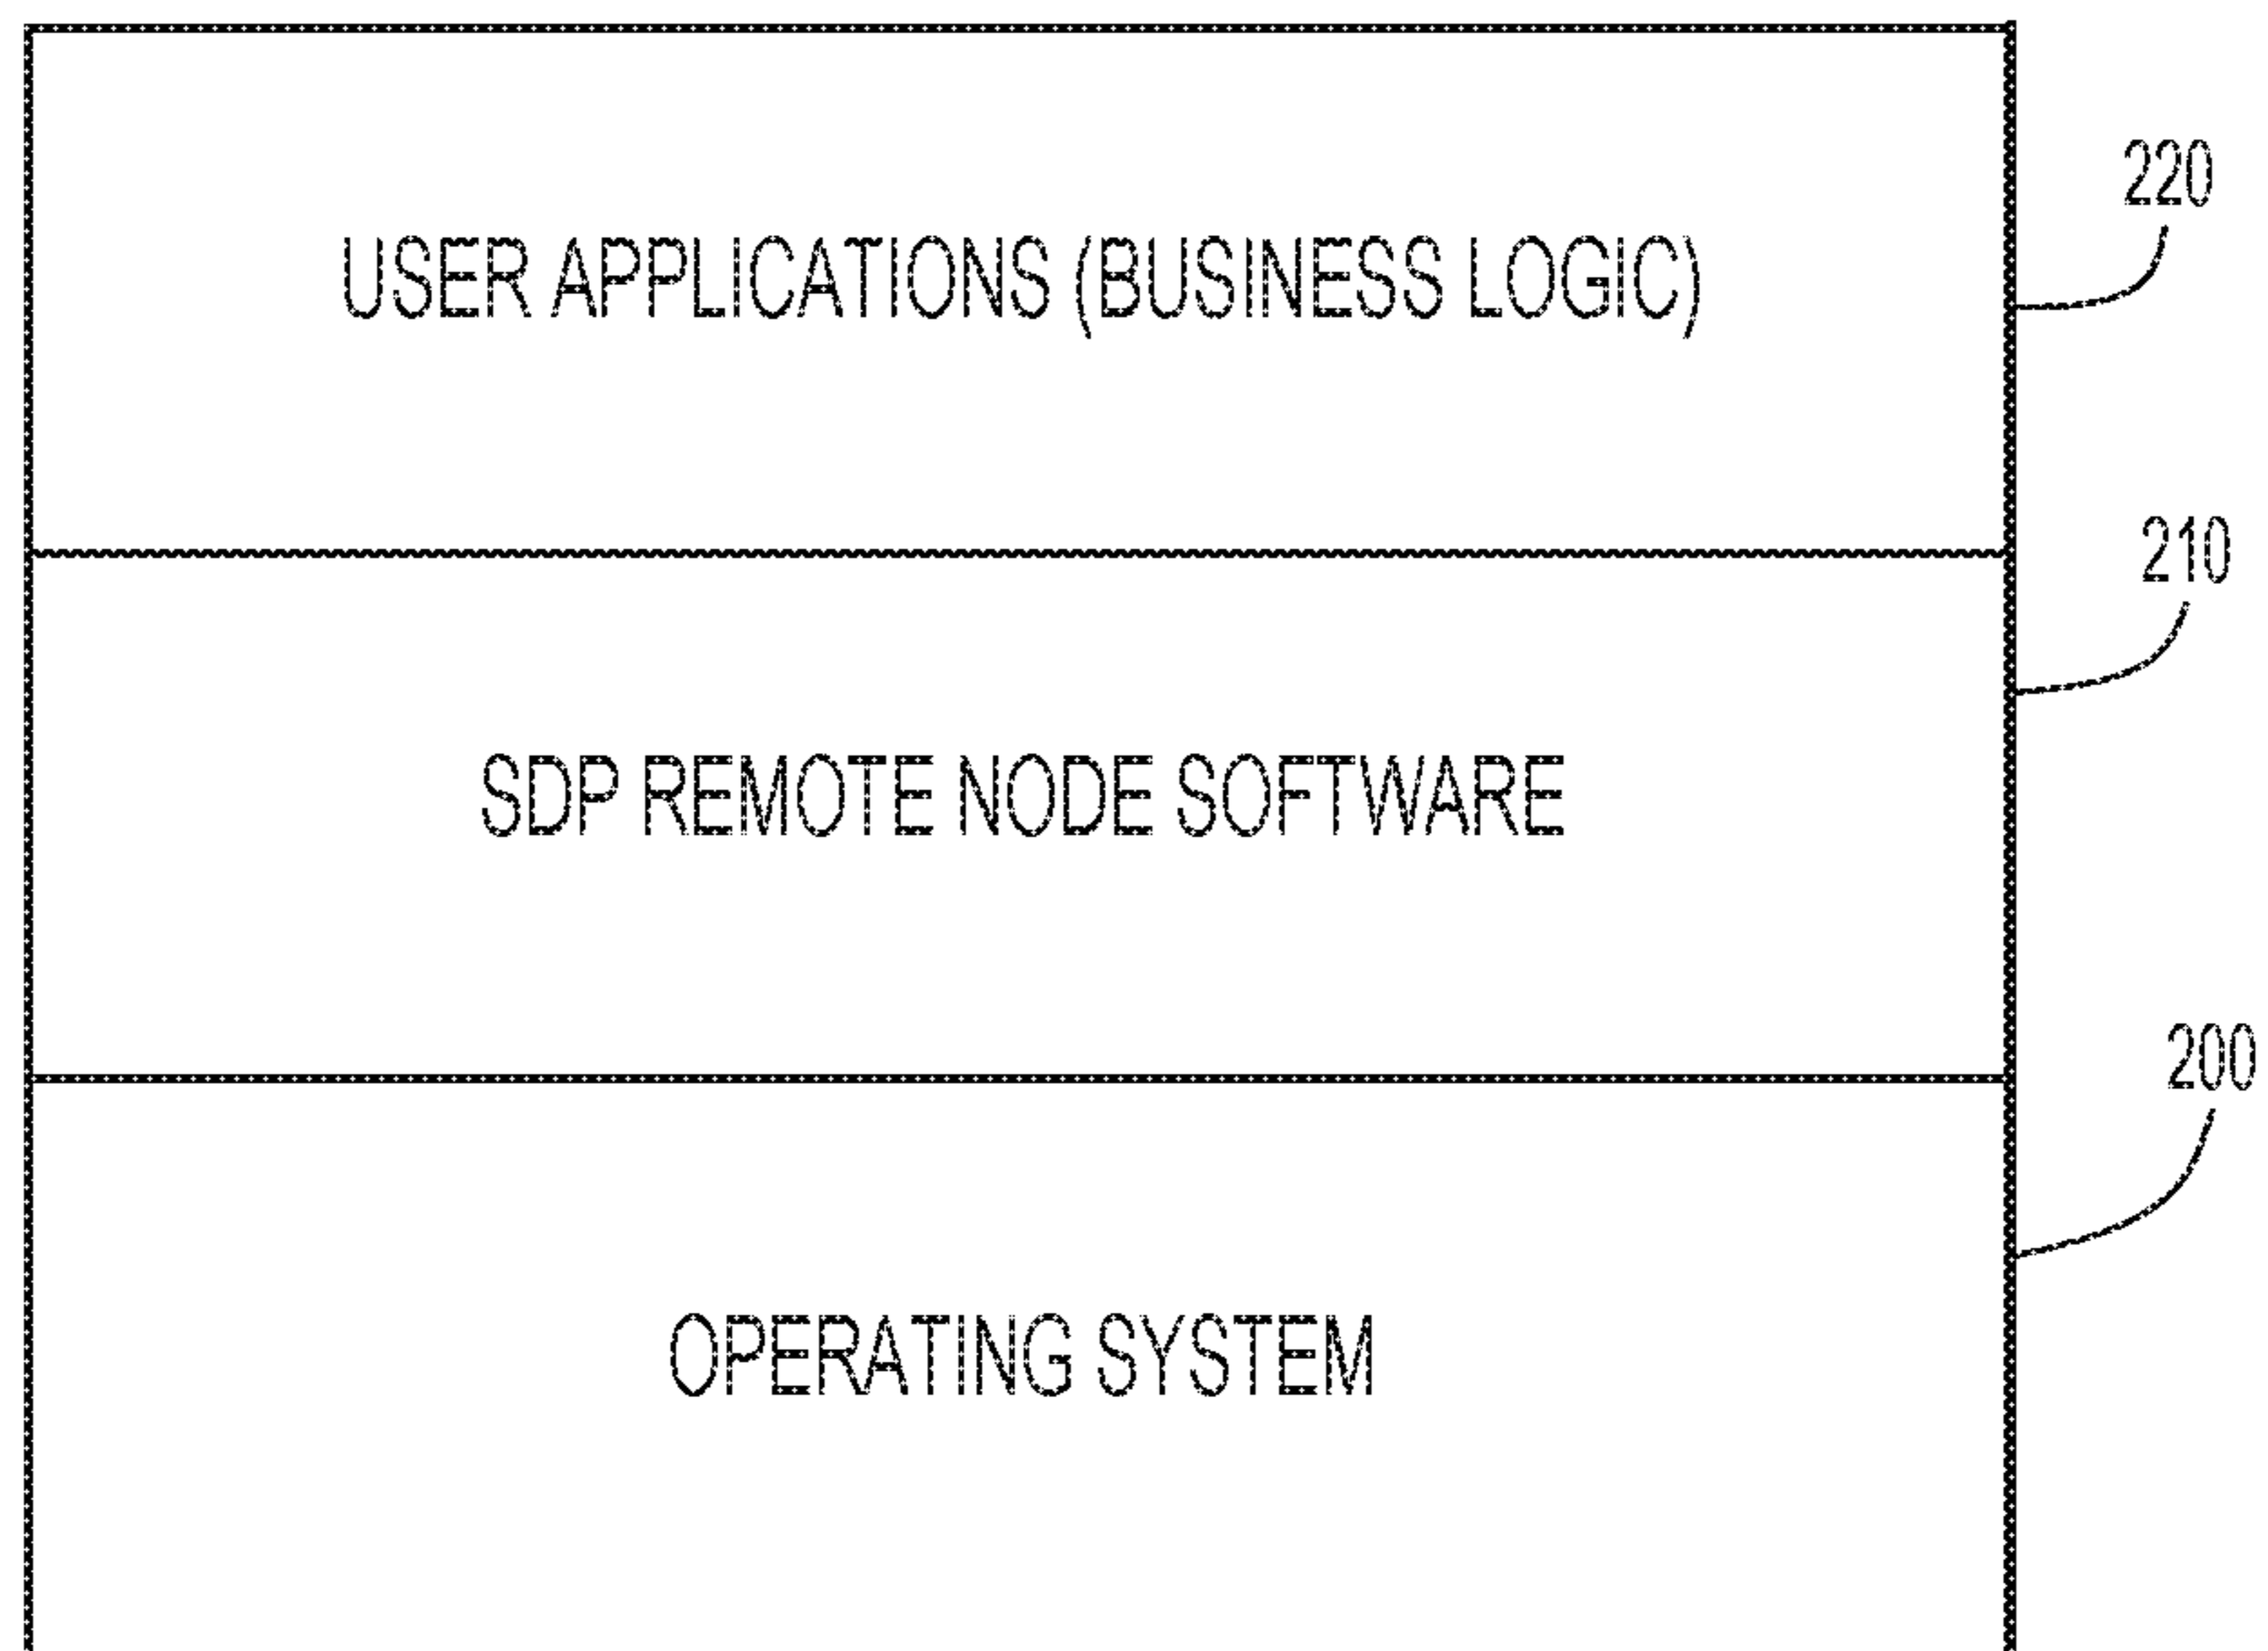 220
USER APPLICATIONS (BUSINESS LOGIC)
210
SDP REMOTE NODE SOFTWARE
200
OPERATING SYSTEM